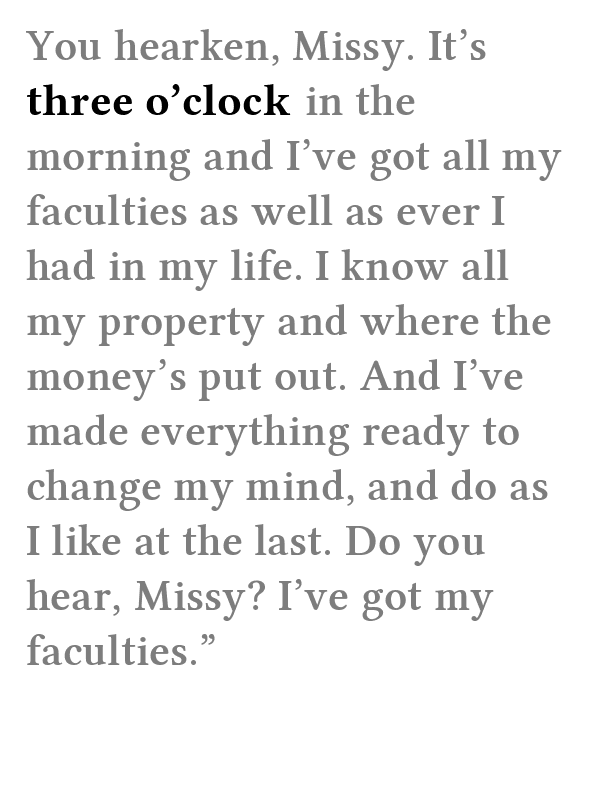 You hearken, Missy. It’s
three o’clock in the
morning and I’ve got all my
faculties as well as ever I
had in my life. I know all
my property and where the
money’s put out. And I’ve
made everything ready to
change my mind, and do as
I like at the last. Do you
hear, Missy? I’ve got my
faculties.”